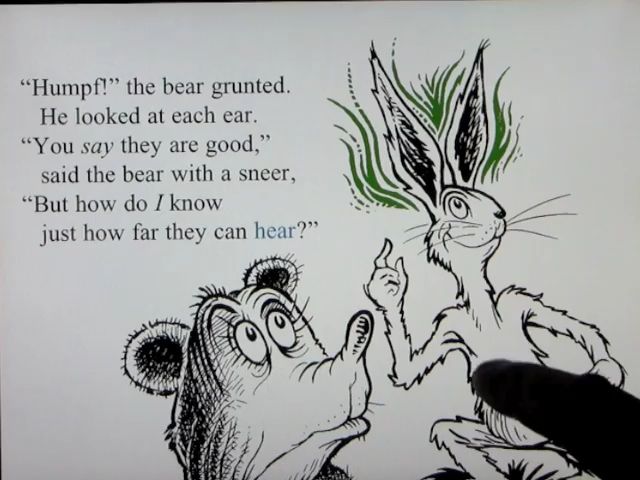 “Humpf!” the bear grunted.
He looked at each ear.
“You say they are good,”
said the bear with a sneer,
“But how do I know
just how far they can hear?”